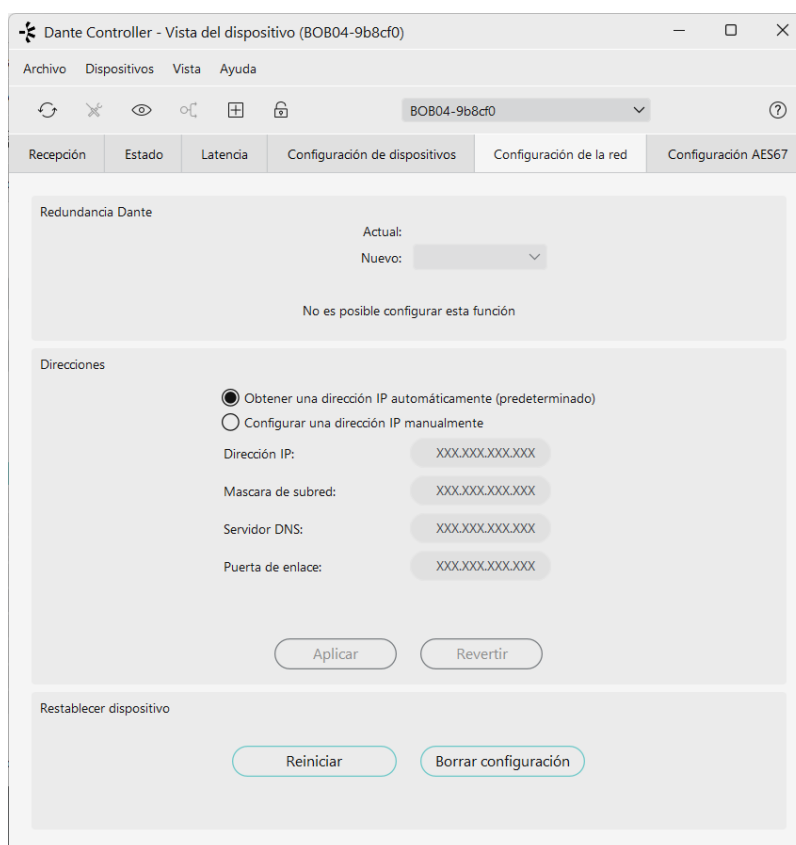 Dante Controller - Vista del dispositivo (BOB04-9b8cf0)
Archivo Dispositivos Vista Ayuda
BOB04-9b8cf0
Recepción Estado Latencia Configuración de dispositivos Configuración de la red Configuración AES67
Redundancia Dante
Actual:
Nuevo:
No es posible configurar esta función
Direcciones
Obtener una dirección IP automáticamente (predeterminado)
Configurar una dirección IP manualmente
Dirección IP: XXX.XXX.XXX.XXX
Mascara de subred: XXX.XXX.XXX.XXX
Servidor DNS: XXX.XXX.XXX.XXX
Puerta de enlace: XXX.XXX.XXX.XXX
Aplicar Revertir
Restablecer dispositivo
Reiniciar Borrar configuración